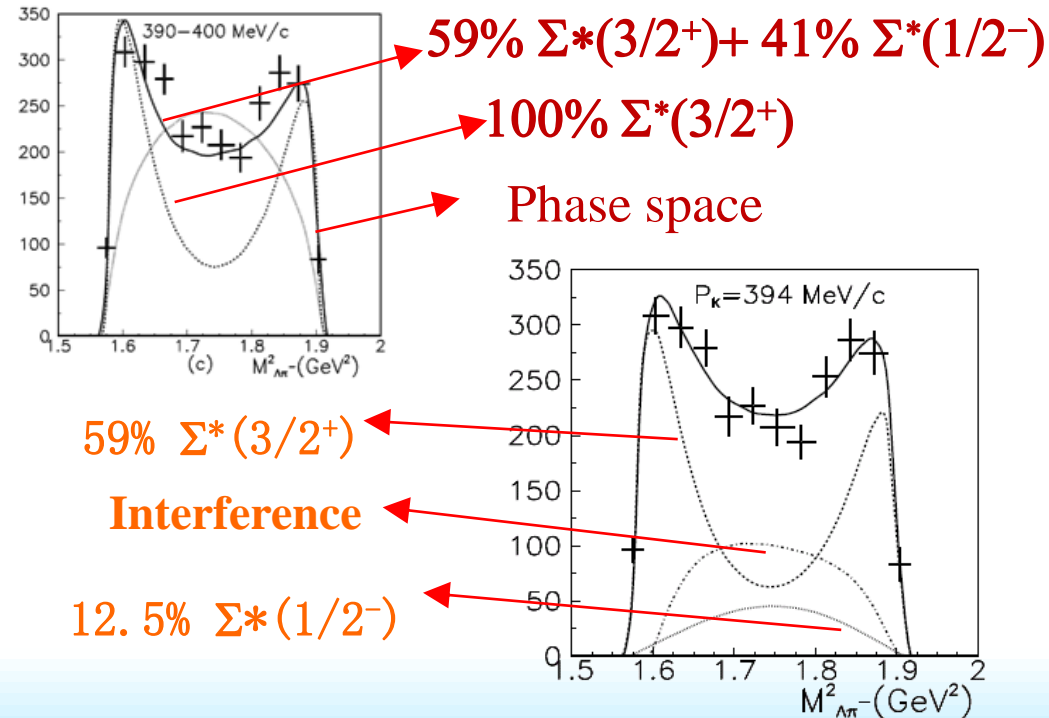 350
300
250
200
150
100
50
0
390-400 MeV/c
1.5 1.6 1.7 1.8 1.9 2
(c) M²Λπ-(GeV²)
59% Σ*(3/2⁺)+ 41% Σ*(1/2⁻)
100% Σ*(3/2⁺)
Phase space
350
300
250
200
150
100
50
0
Pκ=394 MeV/c
1.5 1.6 1.7 1.8 1.9 2
M²Λπ-(GeV²)
59% Σ*(3/2⁺)
Interference
12.5% Σ*(1/2⁻)